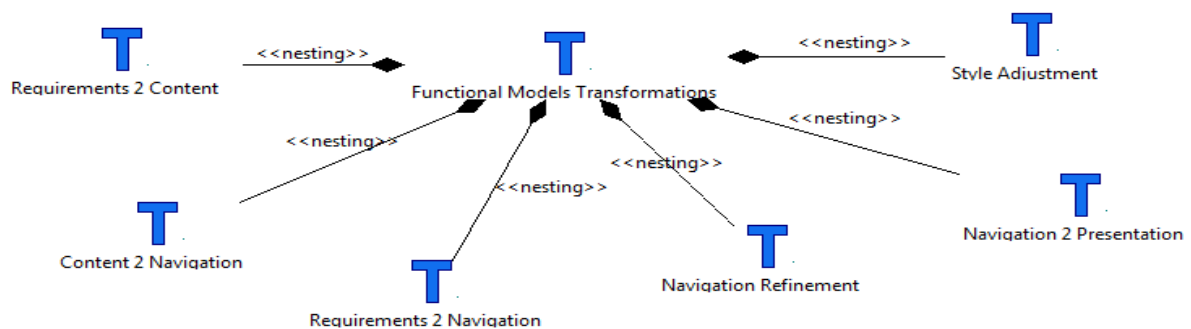 <<nesting>>
<<nesting>>
Style Adjustment
Requirements 2 Content
Functional Models Transformations
<<nesting>>
<<nesting>>
<<nesting>>
<<nesting>>
Navigation 2 Presentation
Content 2 Navigation
Navigation Refinement
Requirements 2 Navigation